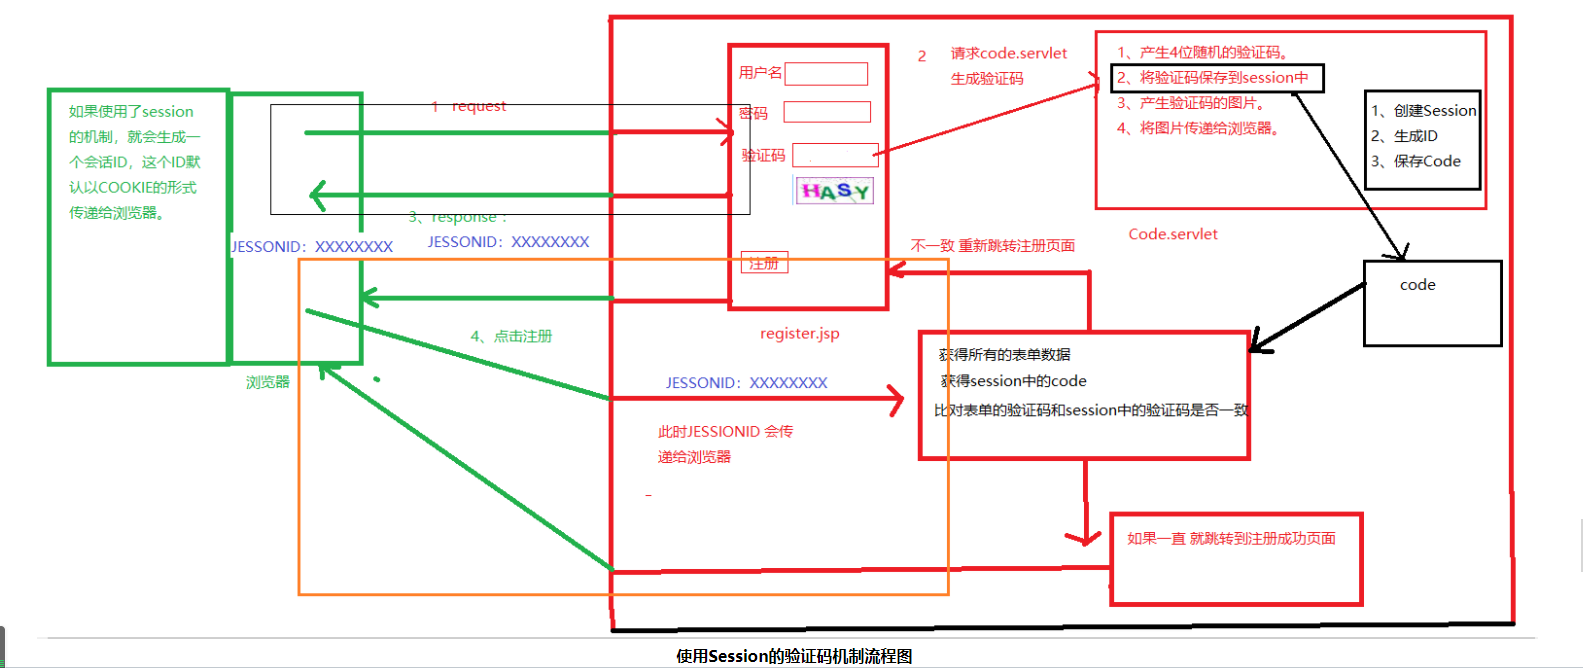 如果使用了session
的机制，就会生成一
个会话ID，这个ID默
认以COOKIE的形式
传递给浏览器。
JESSONID：XXXXXXXX
浏览器
1 request
3、response：
JESSONID：XXXXXXXX
4、点击注册
JESSONID：XXXXXXXX
此时JESSIONID 会传
递给浏览器
用户名
密码
验证码
HASY
注册
register.jsp
2 请求code.servlet
生成验证码
1、产生4位随机的验证码。
2、将验证码保存到session中
3、产生验证码的图片。
4、将图片传递给浏览器。
1、创建Session
2、生成ID
3、保存Code
Code.servlet
不一致 重新跳转注册页面
code
获得所有的表单数据
获得session中的code
比对表单的验证码和session中的验证码是否一致
如果一直 就跳转到注册成功页面
使用Session的验证码机制流程图